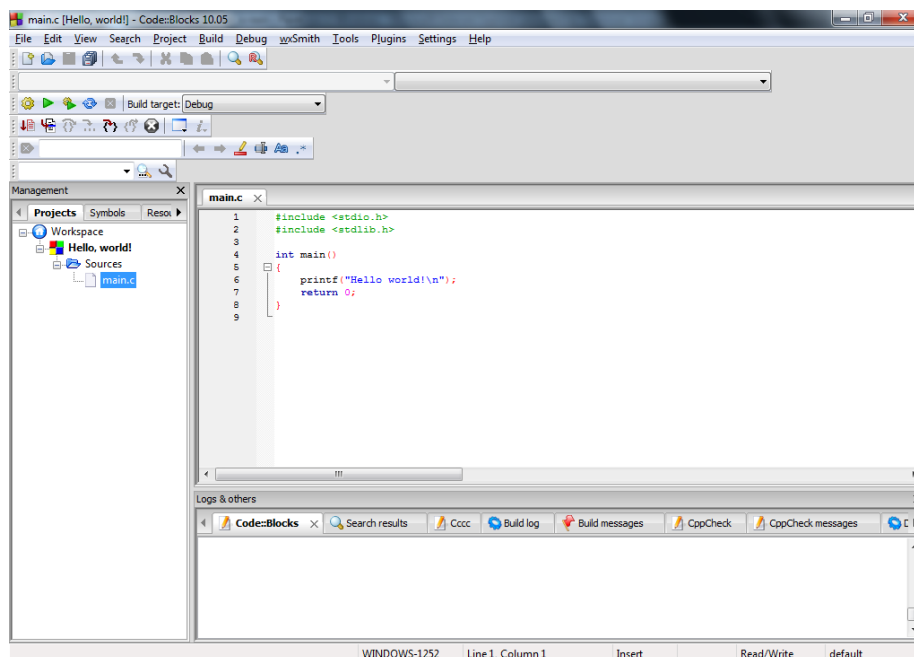 main.c [Hello, world!] - Code::Blocks 10.05
File Edit View Search Project Build Debug wxSmith Tools Plugins Settings Help
Build target: Debug
Management
Projects Symbols
main.c
Workspace
Hello, world!
Sources
main.c
1 #include <stdio.h>
2 #include <stdlib.h>
3
4 int main()
5 {
6 printf("Hello world!\n");
7 return 0;
8 }
9
Logs & others
Code::Blocks Search results Cccc Build log Build messages CppCheck CppCheck messages
WINDOWS-1252 Line 1, Column 1 Insert Read/Write default